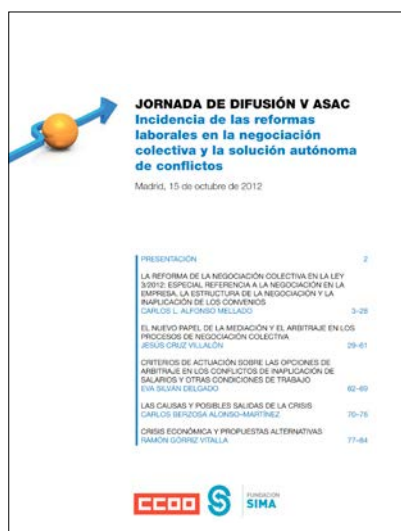 JORNADA DE DIFUSIÓN V ASAC
Incidencia de las reformas
laborales en la negociación
colectiva y la solución autónoma
de conflictos
Madrid, 15 de octubre de 2012
PRESENTACIÓN 2
LA REFORMA DE LA NEGOCIACIÓN COLECTIVA EN LA LEY
3/2012: ESPECIAL REFERENCIA A LA NEGOCIACIÓN EN LA
EMPRESA, LA ESTRUCTURA DE LA NEGOCIACIÓN Y LA
INAPLICACIÓN DE LOS CONVENIOS
CARLOS L. ALFONSO MELLADO 3-28
EL NUEVO PAPEL DE LA MEDIACIÓN Y EL ARBITRAJE EN LOS
PROCESOS DE NEGOCIACIÓN COLECTIVA
JESÚS CRUZ VILLALÓN 29-61
CRITERIOS DE ACTUACIÓN SOBRE LAS OPCIONES DE
ARBITRAJE EN LOS CONFLICTOS DE INAPLICACIÓN DE
SALARIOS Y OTRAS CONDICIONES DE TRABAJO
EVA SILVÁN DELGADO 62-69
LAS CAUSAS Y POSIBLES SALIDAS DE LA CRISIS
CARLOS BERZOSA ALONSO-MARTÍNEZ 70-76
CRISIS ECONÓMICA Y PROPUESTAS ALTERNATIVAS
RAMÓN GÓRRIZ VITALLA 77-84
CCOO
FUNDACIÓN
SIMA